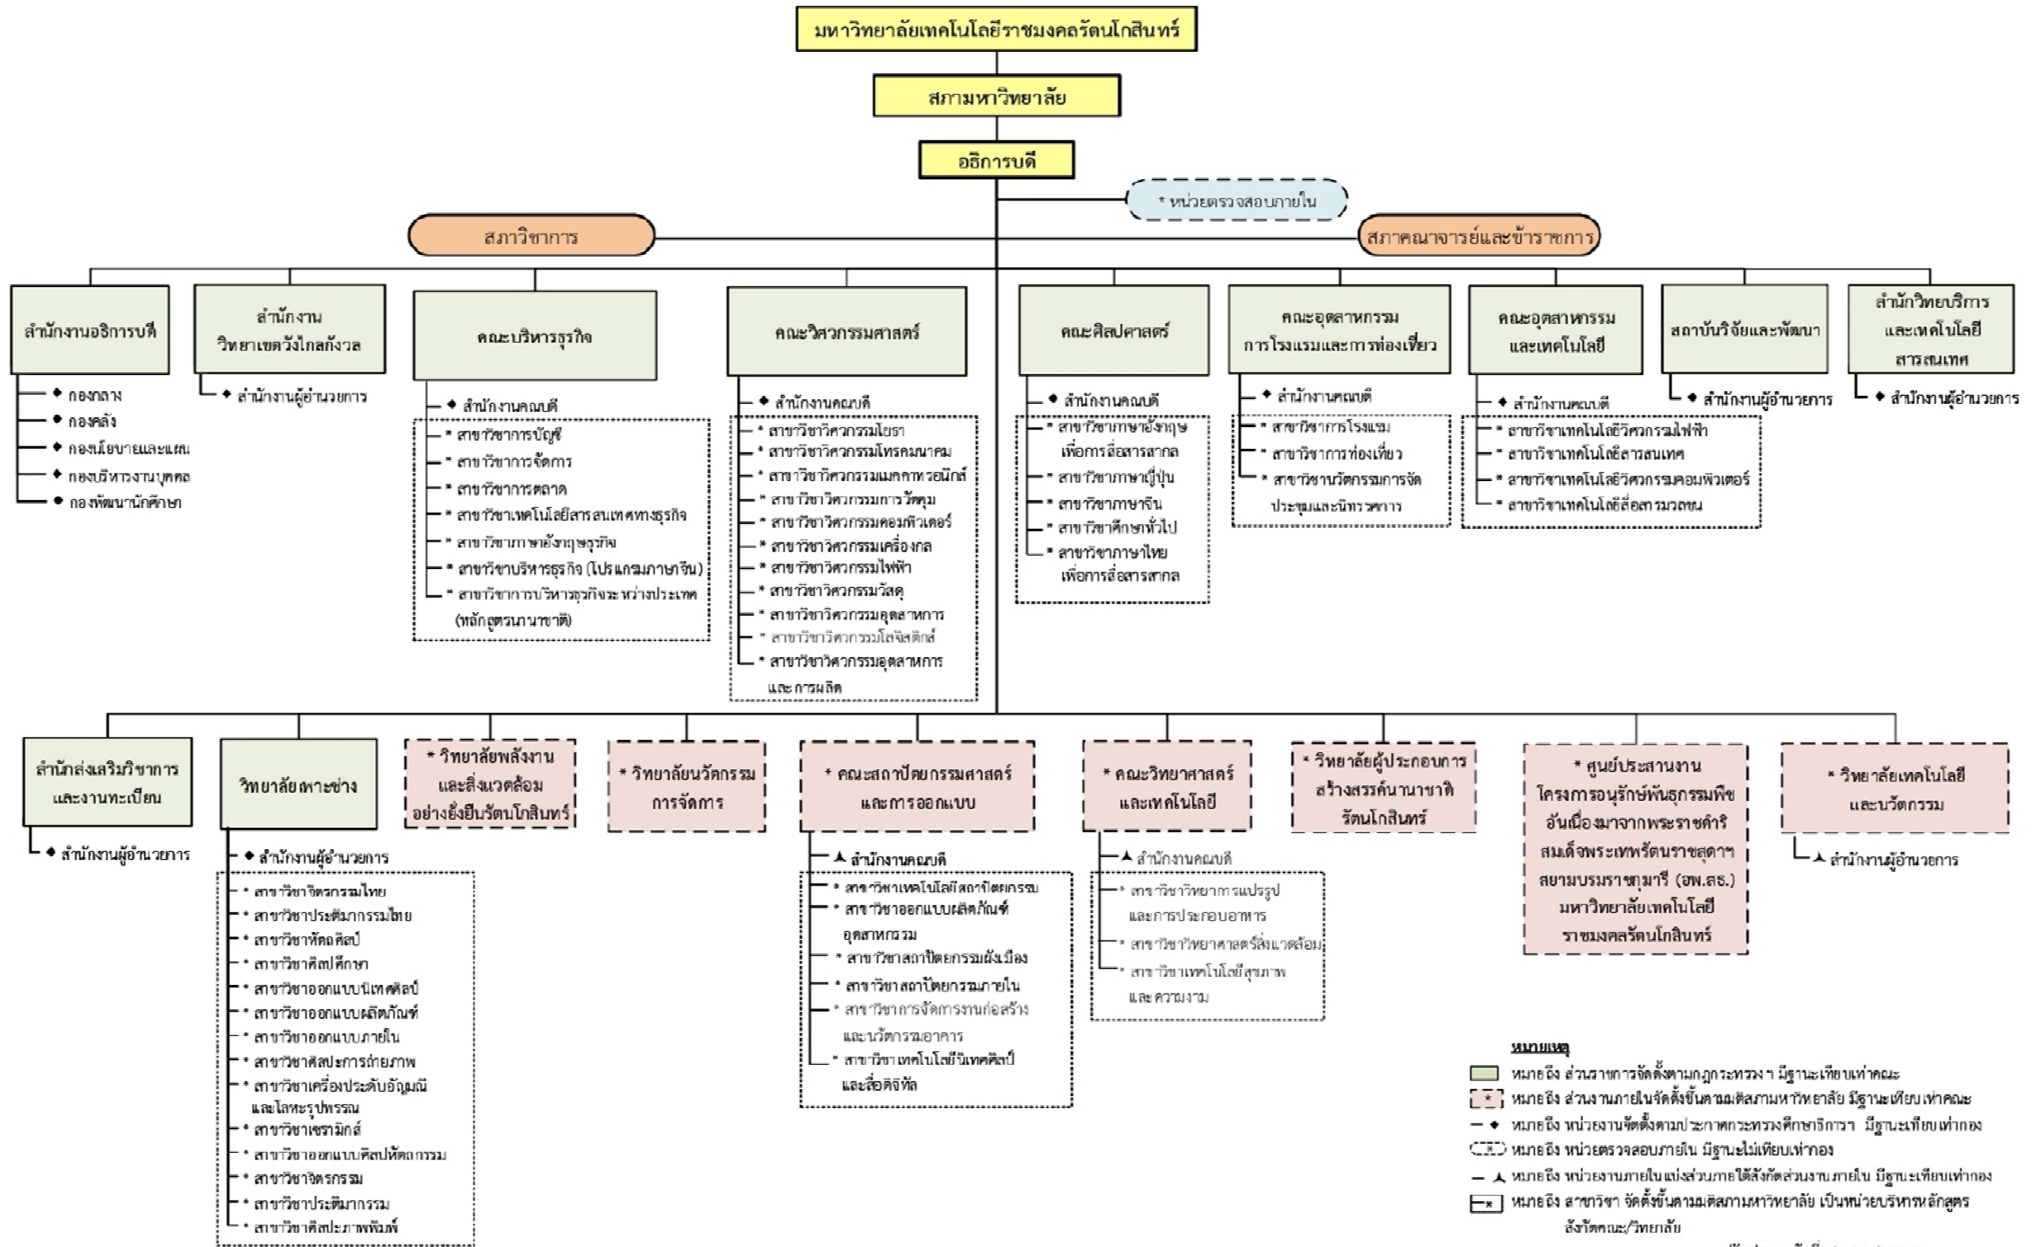 มหาวิทยาลัยเทคโนโลยีราชมงคลรัตนโกสินทร์
สภามหาวิทยาลัย
อธิการบดี
* หน่วยตรวจสอบภายใน
สภาวิชาการ
สภาคณาจารย์และข้าราชการ
สำนักงานอธิการบดี
กองกลาง
กองคลัง
กองนโยบายและแผน
กองบริหารงานบุคคล
กองพัฒนานักศึกษา
สำนักงาน
วิทยาเขตวังไกลกังวล
สำนักงานผู้อำนวยการ
คณะบริหารธุรกิจ
สำนักงานคณบดี
* สาขาวิชาการบัญชี
* สาขาวิชาการจัดการ
* สาขาวิชาการตลาด
* สาขาวิชาเทคโนโลยีสารสนเทศทางธุรกิจ
* สาขาวิชาภาษาอังกฤษธุรกิจ
* สาขาวิชาบริหารธุรกิจ (โปรแกรมภาษาจีน)
* สาขาวิชาการบริหารธุรกิจระหว่างประเทศ
(หลักสูตรนานาชาติ)
คณะวิศวกรรมศาสตร์
สำนักงานคณบดี
* สาขาวิชาวิศวกรรมโยธา
* สาขาวิชาวิศวกรรมโทรคมนาคม
* สาขาวิชาวิศวกรรมเมคคาทรอนิกส์
* สาขาวิชาวิศวกรรมการวัดคุม
* สาขาวิชาวิศวกรรมคอมพิวเตอร์
* สาขาวิชาวิศวกรรมเครื่องกล
* สาขาวิชาวิศวกรรมไฟฟ้า
* สาขาวิชาวิศวกรรมวัสดุ
* สาขาวิชาวิศวกรรมอุตสาหการ
* สาขาวิชาวิศวกรรมโลจิสติกส์
* สาขาวิชาวิศวกรรมอุตสาหการ
และการผลิต
คณะศิลปศาสตร์
สำนักงานคณบดี
* สาขาวิชาภาษาอังกฤษ
เพื่อการสื่อสารสากล
* สาขาวิชาภาษาญี่ปุ่น
* สาขาวิชาภาษาจีน
* สาขาวิชาศึกษาทั่วไป
* สาขาวิชาภาษาไทย
เพื่อการสื่อสารสากล
คณะอุตสาหกรรม
การโรงแรมและการท่องเที่ยว
สำนักงานคณบดี
* สาขาวิชาการโรงแรม
* สาขาวิชาการท่องเที่ยว
* สาขาวิชานวัตกรรมการจัด
ประชุมและนิทรรศการ
คณะอุตสาหกรรม
และเทคโนโลยี
สำนักงานคณบดี
* สาขาวิชาเทคโนโลยีวิศวกรรมไฟฟ้า
* สาขาวิชาเทคโนโลยีสารสนเทศ
* สาขาวิชาเทคโนโลยีวิศวกรรมคอมพิวเตอร์
* สาขาวิชาเทคโนโลยีสื่อสารมวลชน
สถาบันวิจัยและพัฒนา
สำนักงานผู้อำนวยการ
สำนักวิทยบริการ
และเทคโนโลยี
สารสนเทศ
สำนักงานผู้อำนวยการ
สำนักส่งเสริมวิชาการ
และงานทะเบียน
สำนักงานผู้อำนวยการ
วิทยาลัยเพาะช่าง
สำนักงานผู้อำนวยการ
* สาขาวิชาจิตรกรรมไทย
* สาขาวิชาประติมากรรมไทย
* สาขาวิชาหัตถศิลป์
* สาขาวิชาศิลปศึกษา
* สาขาวิชาออกแบบนิเทศศิลป์
* สาขาวิชาออกแบบผลิตภัณฑ์
* สาขาวิชาออกแบบภายใน
* สาขาวิชาศิลปะการถ่ายภาพ
* สาขาวิชาเครื่องประดับอัญมณี
และโลหะรูปพรรณ
* สาขาวิชาเซรามิกส์
* สาขาวิชาออกแบบศิลปหัตถกรรม
* สาขาวิชาจิตรกรรม
* สาขาวิชาประติมากรรม
* สาขาวิชาศิลปะภาพพิมพ์
* วิทยาลัยพลังงาน
และสิ่งแวดล้อม
อย่างยั่งยืนรัตนโกสินทร์
* วิทยาลัยนวัตกรรม
การจัดการ
* คณะสถาปัตยกรรมศาสตร์
และการออกแบบ
สำนักงานคณบดี
* สาขาวิชาเทคโนโลยีสถาปัตยกรรม
* สาขาวิชาออกแบบผลิตภัณฑ์
อุตสาหกรรม
* สาขาวิชาสถาปัตยกรรมผังเมือง
* สาขาวิชาสถาปัตยกรรมภายใน
* สาขาวิชาการจัดการงานก่อสร้าง
และนวัตกรรมอาคาร
* สาขาวิชาเทคโนโลยีนิเทศศิลป์
และสื่อดิจิทัล
* คณะวิทยาศาสตร์
และเทคโนโลยี
สำนักงานคณบดี
* สาขาวิชาวิทยาการแปรรูป
และการประกอบอาหาร
* สาขาวิชาวิทยาศาสตร์สิ่งแวดล้อม
* สาขาวิชาเทคโนโลยีสุขภาพ
และความงาม
* วิทยาลัยผู้ประกอบการ
สร้างสรรค์นานาชาติ
รัตนโกสินทร์
* ศูนย์ประสานงาน
โครงการอนุรักษ์พันธุกรรมพืช
อันเนื่องมาจากพระราชดำริ
สมเด็จพระเทพรัตนราชสุดาฯ
สยามบรมราชกุมารี (อพ.สธ.)
มหาวิทยาลัยเทคโนโลยี
ราชมงคลรัตนโกสินทร์
* วิทยาลัยเทคโนโลยี
และนวัตกรรม
สำนักงานผู้อำนวยการ
หมายเหตุ
หมายถึง ส่วนราชการจัดตั้งตามกฎกระทรวงฯ มีฐานะเทียบเท่าคณะ
* หมายถึง ส่วนงานภายในจัดตั้งขึ้นตามมติสภามหาวิทยาลัย มีฐานะเทียบเท่าคณะ
หมายถึง หน่วยงานจัดตั้งตามประกาศกระทรวงศึกษาธิการฯ มีฐานะเทียบเท่ากอง
* หมายถึง หน่วยตรวจสอบภายใน มีฐานะไม่เทียบเท่ากอง
หมายถึง หน่วยงานภายในแบ่งส่วนภายใต้สังกัดส่วนงานภายใน มีฐานะเทียบเท่ากอง
* หมายถึง สาขาวิชา จัดตั้งขึ้นตามมติสภามหาวิทยาลัย เป็นหน่วยบริหารหลักสูตร
สังกัดคณะ/วิทยาลัย